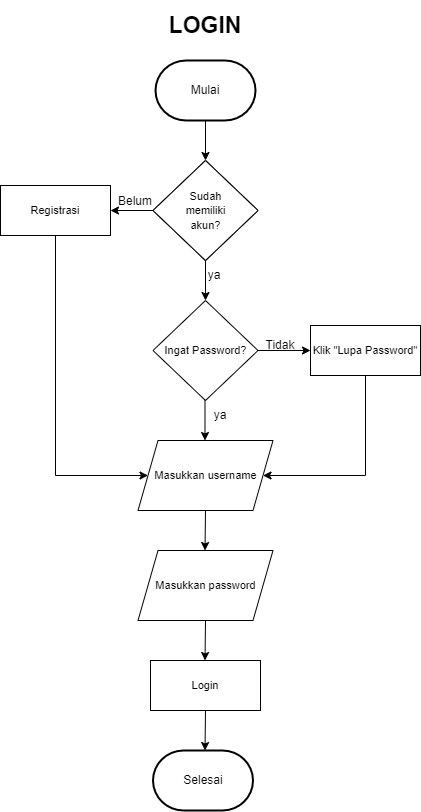 LOGIN
Mulai
Sudah
memiliki
akun?
Belum
Registrasi
ya
Ingat Password?
Tidak
Klik "Lupa Password"
ya
Masukkan username
Masukkan password
Login
Selesai